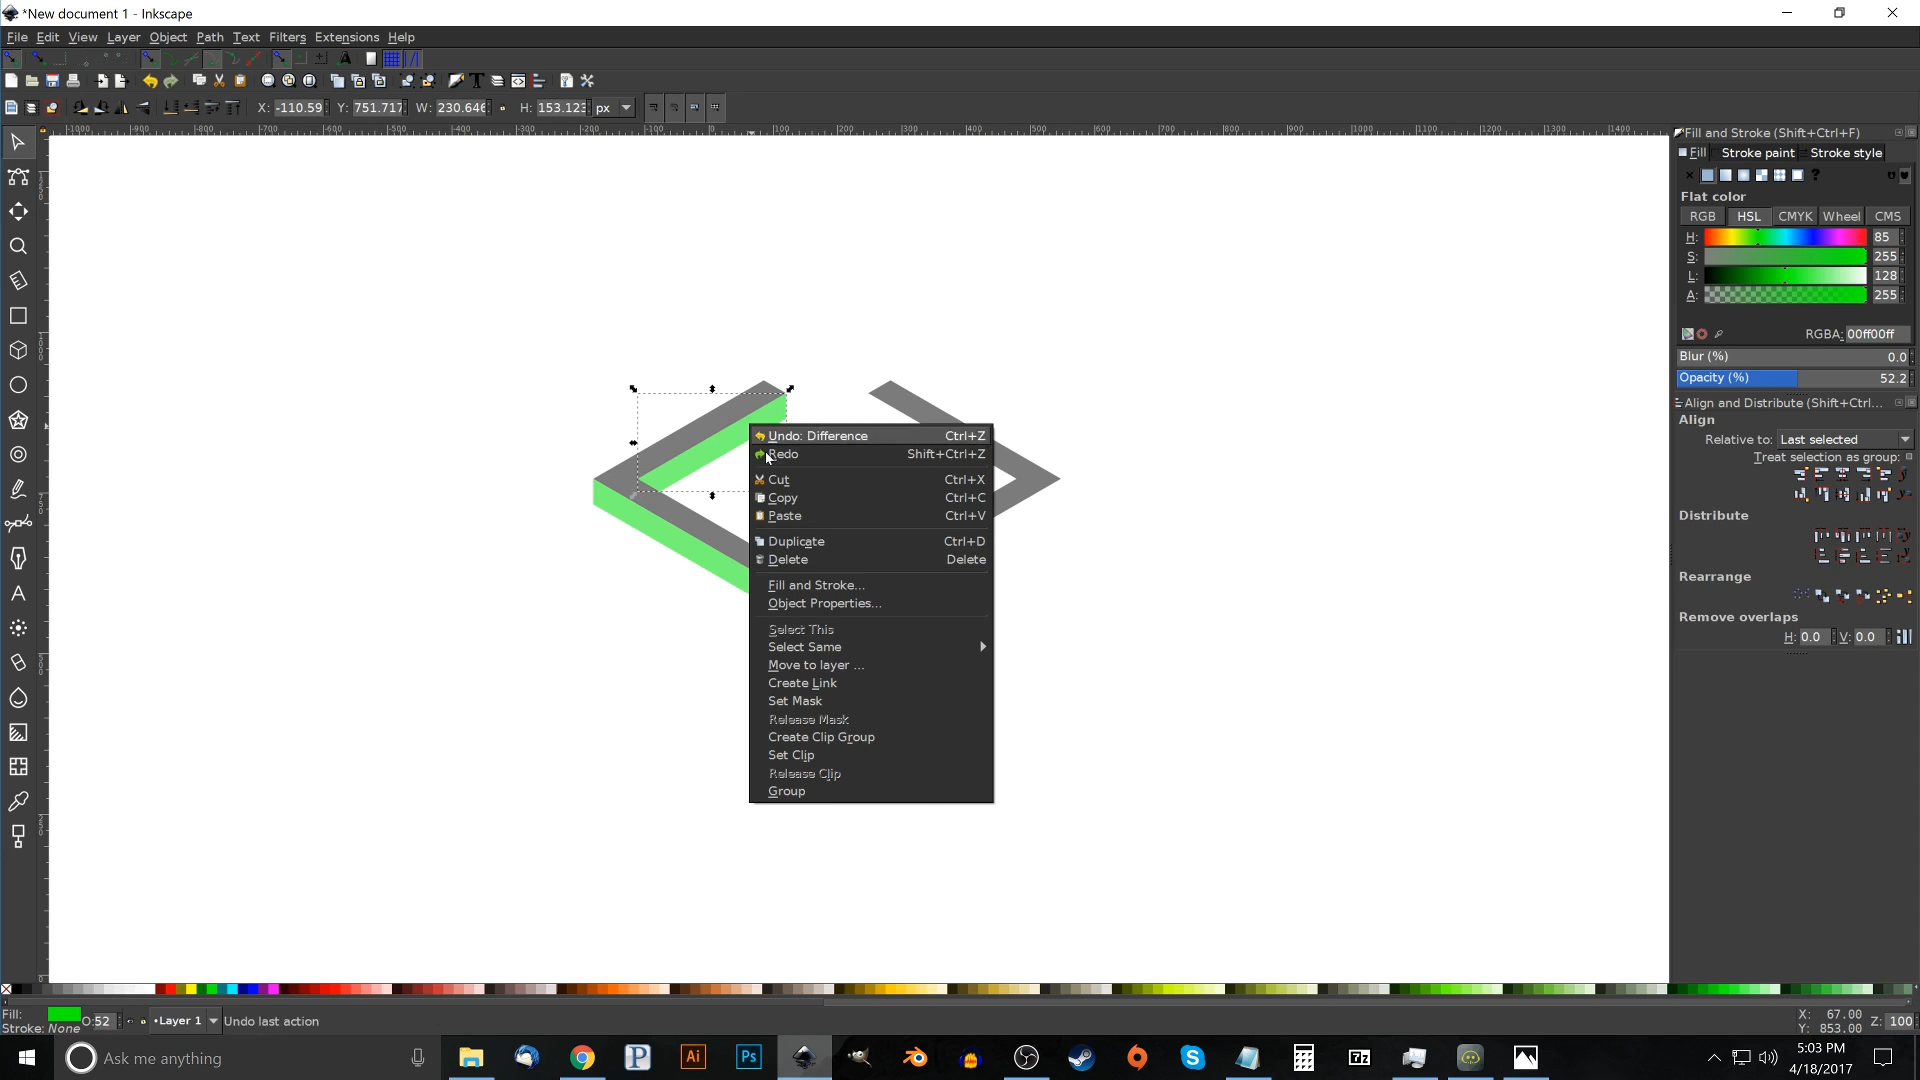 *New document 1 - Inkscape
File Edit View Layer Object Path Text Filters Extensions Help
X: -110.59 Y: 751.717 W: 230.646 H: 153.123 px
Fill and Stroke (Shift+Ctrl+F)
Fill Stroke paint Stroke style
Flat color
RGB HSL CMYK Wheel CMS
H: 85
S: 255
L: 128
A: 255
RGBA: 00ff00ff
Blur (%) 0.0
Opacity (%) 52.2
Align and Distribute (Shift+Ctrl...
Align
Relative to: Last selected
Treat selection as group:
Distribute
Rearrange
Remove overlaps
H: 0.0 V: 0.0
Undo: Difference Ctrl+Z
Redo Shift+Ctrl+Z
Cut Ctrl+X
Copy Ctrl+C
Paste Ctrl+V
Duplicate Ctrl+D
Delete Delete
Fill and Stroke...
Object Properties...
Select This
Select Same
Move to layer ...
Create Link
Set Mask
Release Mask
Create Clip Group
Set Clip
Release Clip
Group
Fill:
Stroke: None O: 52 •Layer 1 Undo last action
X: 67.00
Y: 853.00 Z: 100
Ask me anything
Ai Ps 7z
5:03 PM
4/18/2017